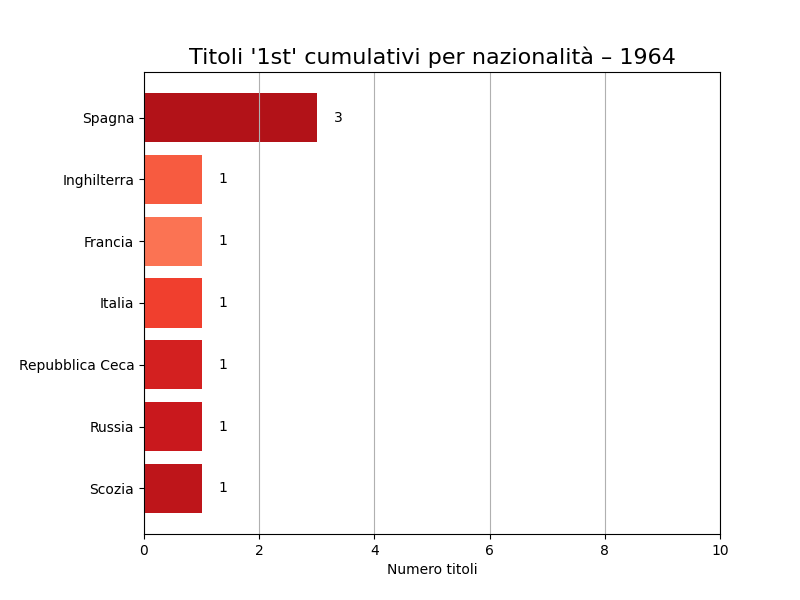 Titoli '1st' cumulativi per nazionalità – 1964
Spagna 3
Inghilterra 1
Francia 1
Italia 1
Repubblica Ceca 1
Russia 1
Scozia 1
0 2 4 6 8 10
Numero titoli